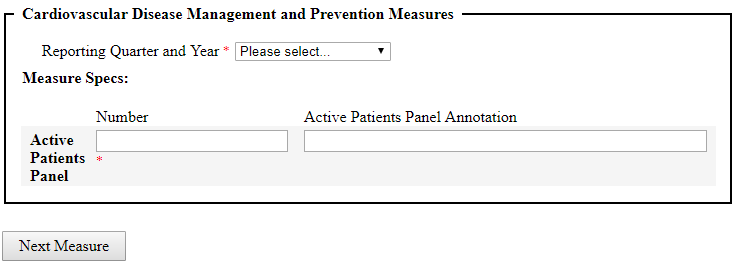 Cardiovascular Disease Management and Prevention Measures
Reporting Quarter and Year * Please select...
Measure Specs:
Number Active Patients Panel Annotation
Active
Patients *
Panel
Next Measure